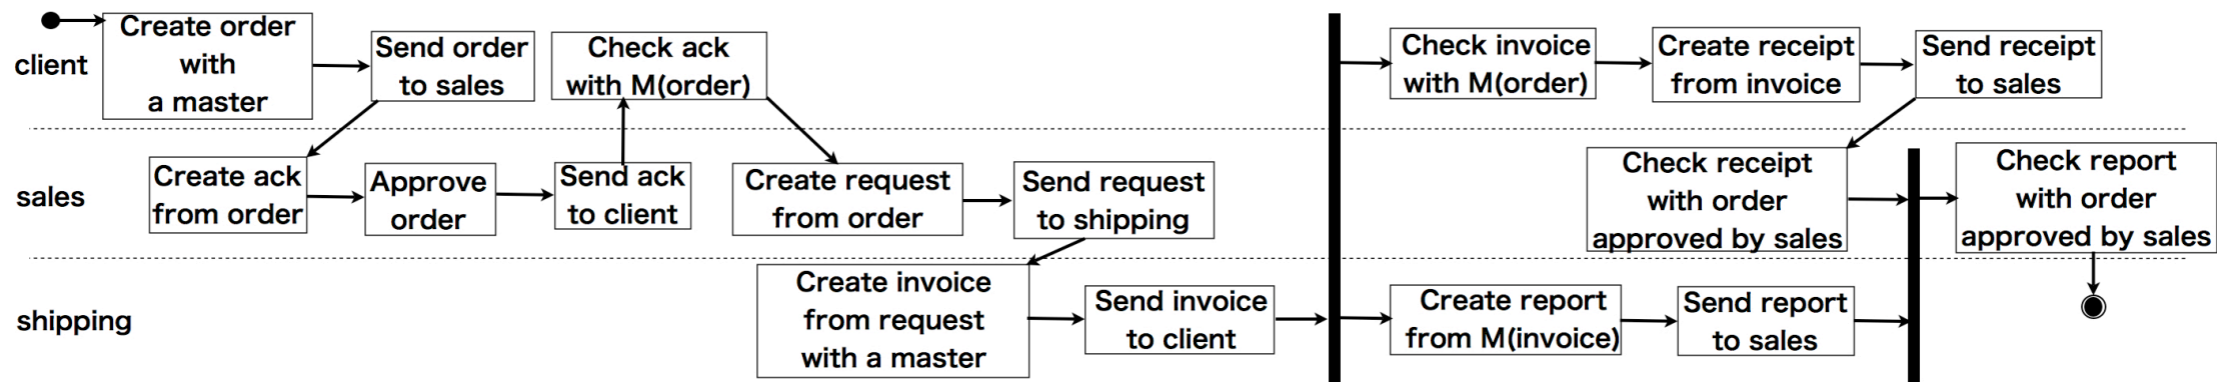 client
Create order
with
a master
Send order
to sales
Check ack
with M(order)
Check invoice
with M(order)
Create receipt
from invoice
Send receipt
to sales
sales
Create ack
from order
Approve
order
Send ack
to client
Create request
from order
Send request
to shipping
Check receipt
with order
approved by sales
Check report
with order
approved by sales
shipping
Create invoice
from request
with a master
Send invoice
to client
Create report
from M(invoice)
Send report
to sales